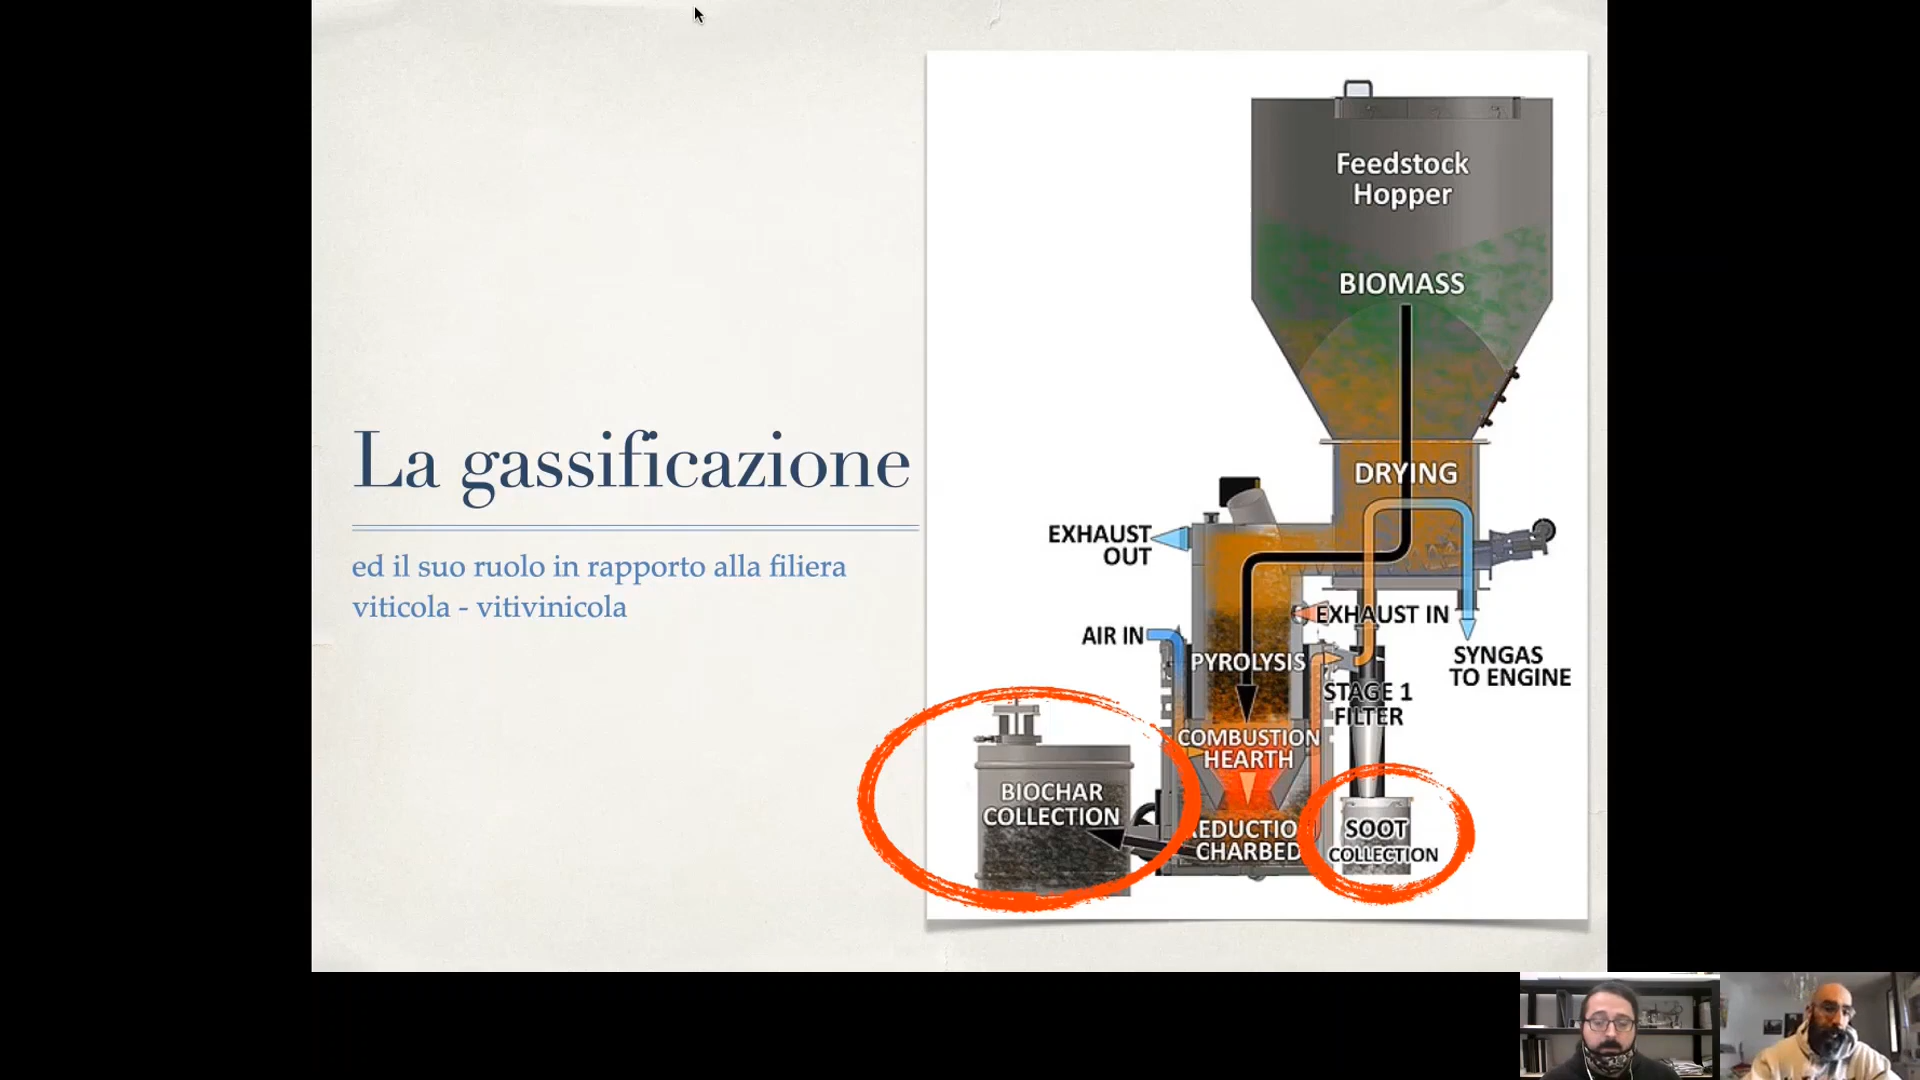 La gassificazione
ed il suo ruolo in rapporto alla filiera
viticola - vitivinicola
Feedstock
Hopper
BIOMASS
DRYING
EXHAUST
OUT
EXHAUST IN
AIR IN
SYNGAS
TO ENGINE
PYROLYSIS
STAGE 1
FILTER
COMBUSTION
HEARTH
BIOCHAR
COLLECTION
REDUCTION
CHARBED
SOOT
COLLECTION